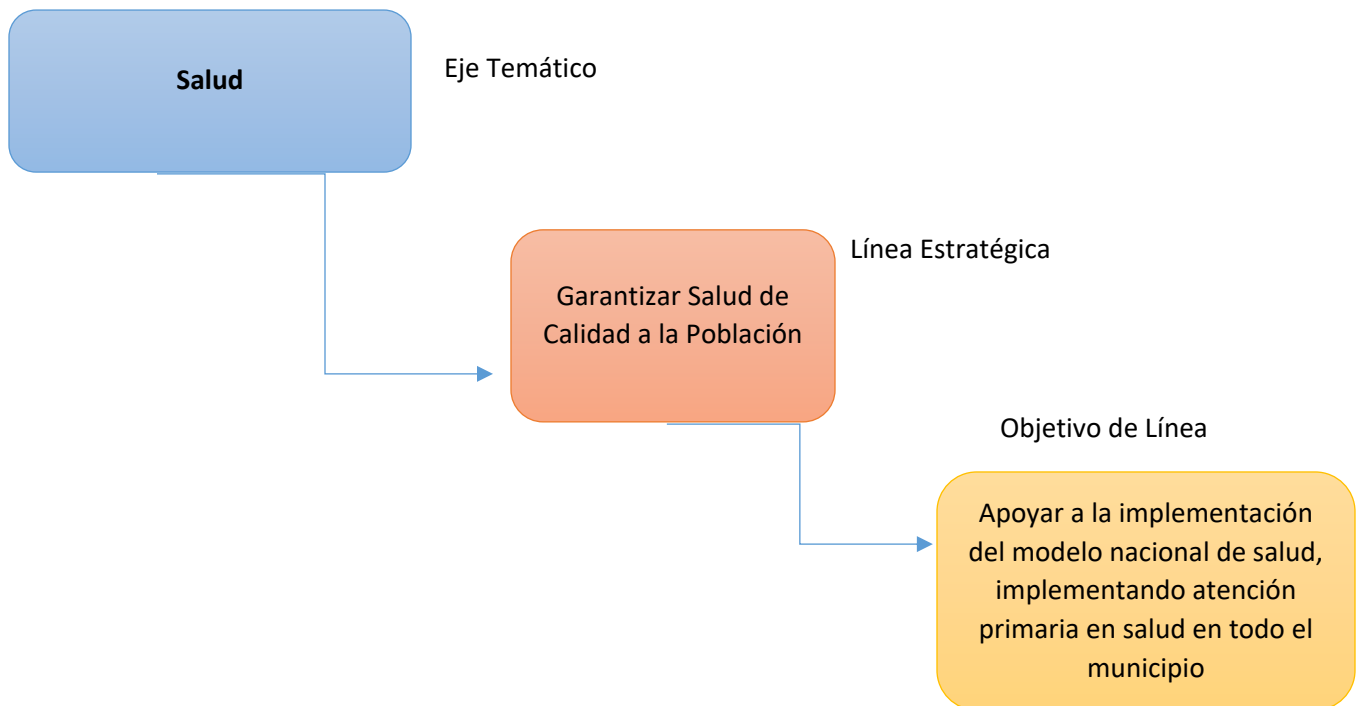 Salud
Eje Temático
Línea Estratégica
Garantizar Salud de
Calidad a la Población
Objetivo de Línea
Apoyar a la implementación
del modelo nacional de salud,
implementando atención
primaria en salud en todo el
municipio